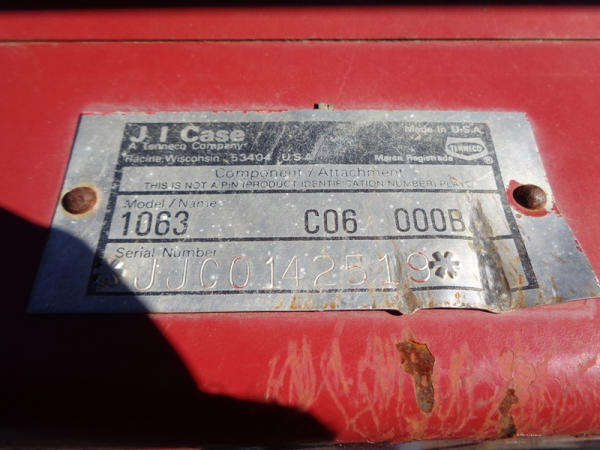 J I Case
A Tenneco Company
Racine, Wisconsin 53404 U.S.A.
Made in U.S.A.
TENNECO
Marca Registrada
Component / Attachment
THIS IS NOT A PIN (PRODUCT IDENTIFICATION NUMBER) PLATE
Model / Name
1063 C06 000B
Serial Number
*JJC0142519*